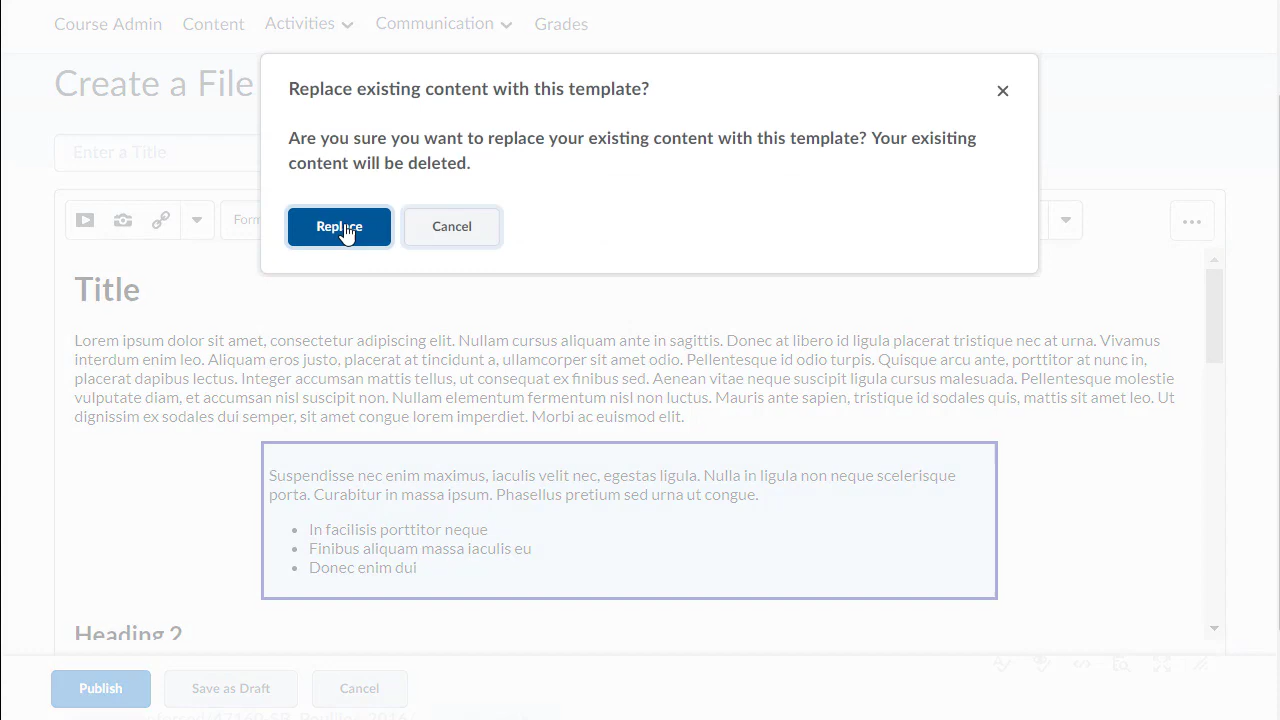 Course Admin Content Activities Communication Grades
Create a File
Replace existing content with this template?
Are you sure you want to replace your existing content with this template? Your exisiting
content will be deleted.
Enter a Title
Replace Cancel
Form
Title
Lorem ipsum dolor sit amet, consectetur adipiscing elit. Nullam cursus aliquam ante in sagittis. Donec at libero id ligula placerat tristique nec at urna. Vivamus
interdum enim leo. Aliquam eros justo, placerat at tincidunt a, ullamcorper sit amet odio. Pellentesque id odio turpis. Quisque arcu ante, porttitor at nunc in,
placerat dapibus lectus. Integer accumsan mattis tellus, ut consequat ex finibus sed. Aenean vitae neque suscipit ligula cursus malesuada. Pellentesque molestie
vulputate diam, et accumsan nisl suscipit non. Nullam elementum fermentum nisl non luctus. Mauris ante sapien, tristique id sodales quis, mattis sit amet leo. Ut
dignissim ex sodales dui semper, sit amet congue lorem imperdiet. Morbi ac euismod elit.
Suspendisse nec enim maximus, iaculis velit nec, egestas ligula. Nulla in ligula non neque scelerisque
porta. Curabitur in massa ipsum. Phasellus pretium sed urna ut congue.
• In facilisis porttitor neque
• Finibus aliquam massa iaculis eu
• Donec enim dui
Heading 2
Publish Save as Draft Cancel